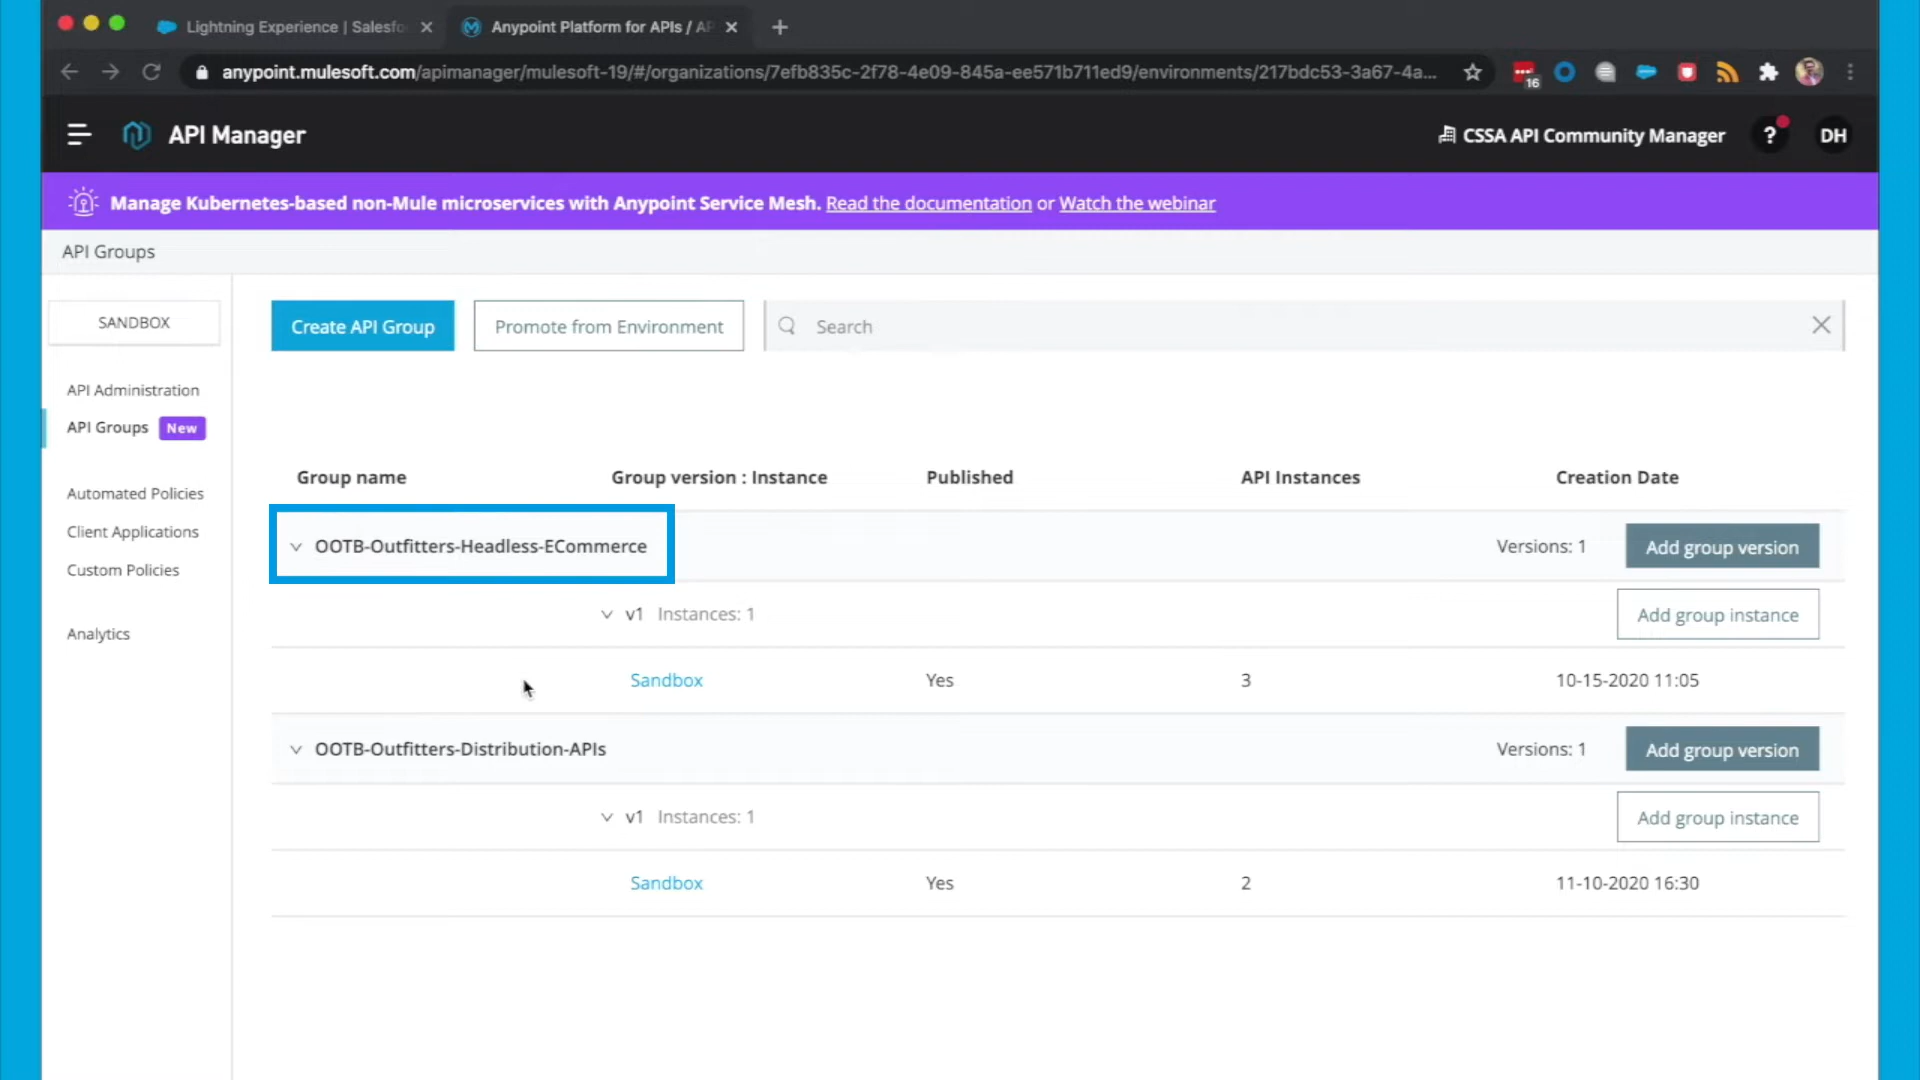 Lightning Experience | Salesfo
Anypoint Platform for APIs / AP
anypoint.mulesoft.com/apimanager/mulesoft-19/#/organizations/7efb835c-2f78-4e09-845a-ee571b711ed9/environments/217bdc53-3a67-4a...
16
API Manager
CSSA API Community Manager
?
DH
Manage Kubernetes-based non-Mule microservices with Anypoint Service Mesh. Read the documentation or Watch the webinar
API Groups
SANDBOX
Create API Group
Promote from Environment
Search
API Administration
API Groups New
Automated Policies
Client Applications
Custom Policies
Analytics
Group name Group version : Instance Published API Instances Creation Date
OOTB-Outfitters-Headless-ECommerce Versions: 1 Add group version
v1 Instances: 1 Add group instance
Sandbox Yes 3 10-15-2020 11:05
OOTB-Outfitters-Distribution-APIs Versions: 1 Add group version
v1 Instances: 1 Add group instance
Sandbox Yes 2 11-10-2020 16:30